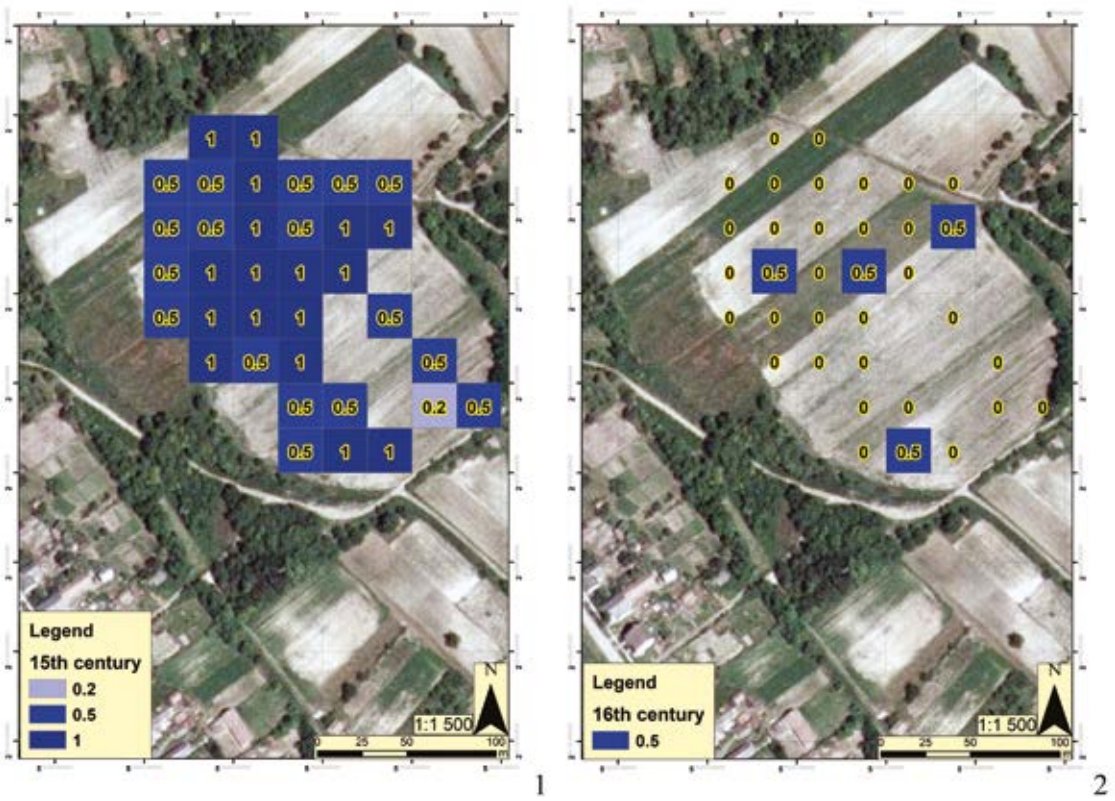 1 1
0.5 0.5 1 0.5 0.5 0.5
0.5 0.5 1 0.5 1 1
0.5 1 1 1 1
0.5 1 1 1 0.5
1 0.5 1 0.5
0.5 0.5 0.2 0.5
0.5 1 1
Legend
15th century
0.2
0.5
1
N
1:1 500
0 25 50 100
m
1
0 0
0 0 0 0 0 0
0 0 0 0 0 0.5
0 0.5 0 0.5 0
0 0 0 0 0
0 0 0 0
0 0 0 0
0 0.5 0
Legend
16th century
0.5
N
1:1 500
0 25 50 100
m
2